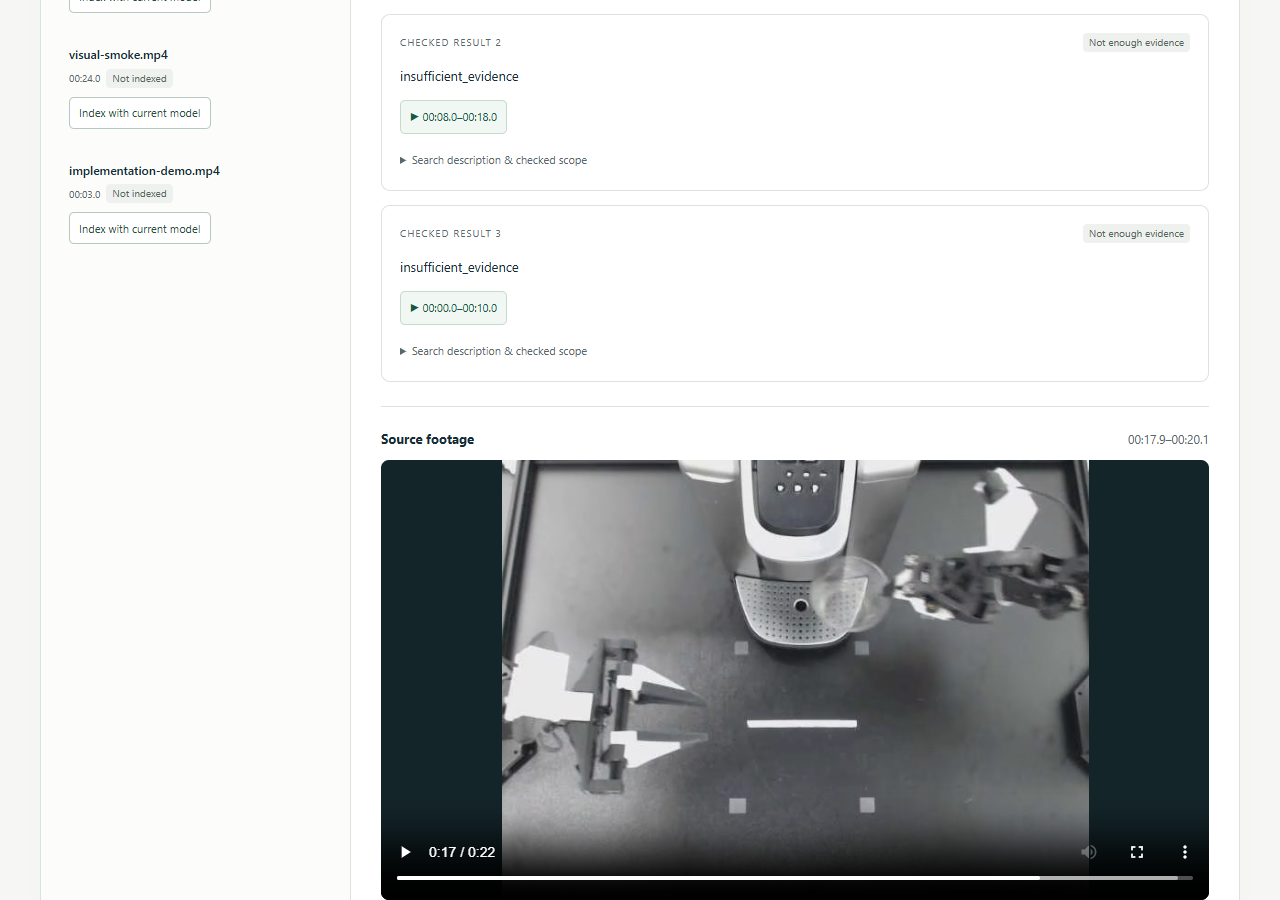 Index with current model
visual-smoke.mp4
00:24.0 Not indexed
Index with current model
implementation-demo.mp4
00:03.0 Not indexed
Index with current model
CHECKED RESULT 2
Not enough evidence
insufficient_evidence
▶ 00:08.0–00:18.0
▶ Search description & checked scope
CHECKED RESULT 3
Not enough evidence
insufficient_evidence
▶ 00:00.0–00:10.0
▶ Search description & checked scope
Source footage
00:17.9–00:20.1
0:17 / 0:22